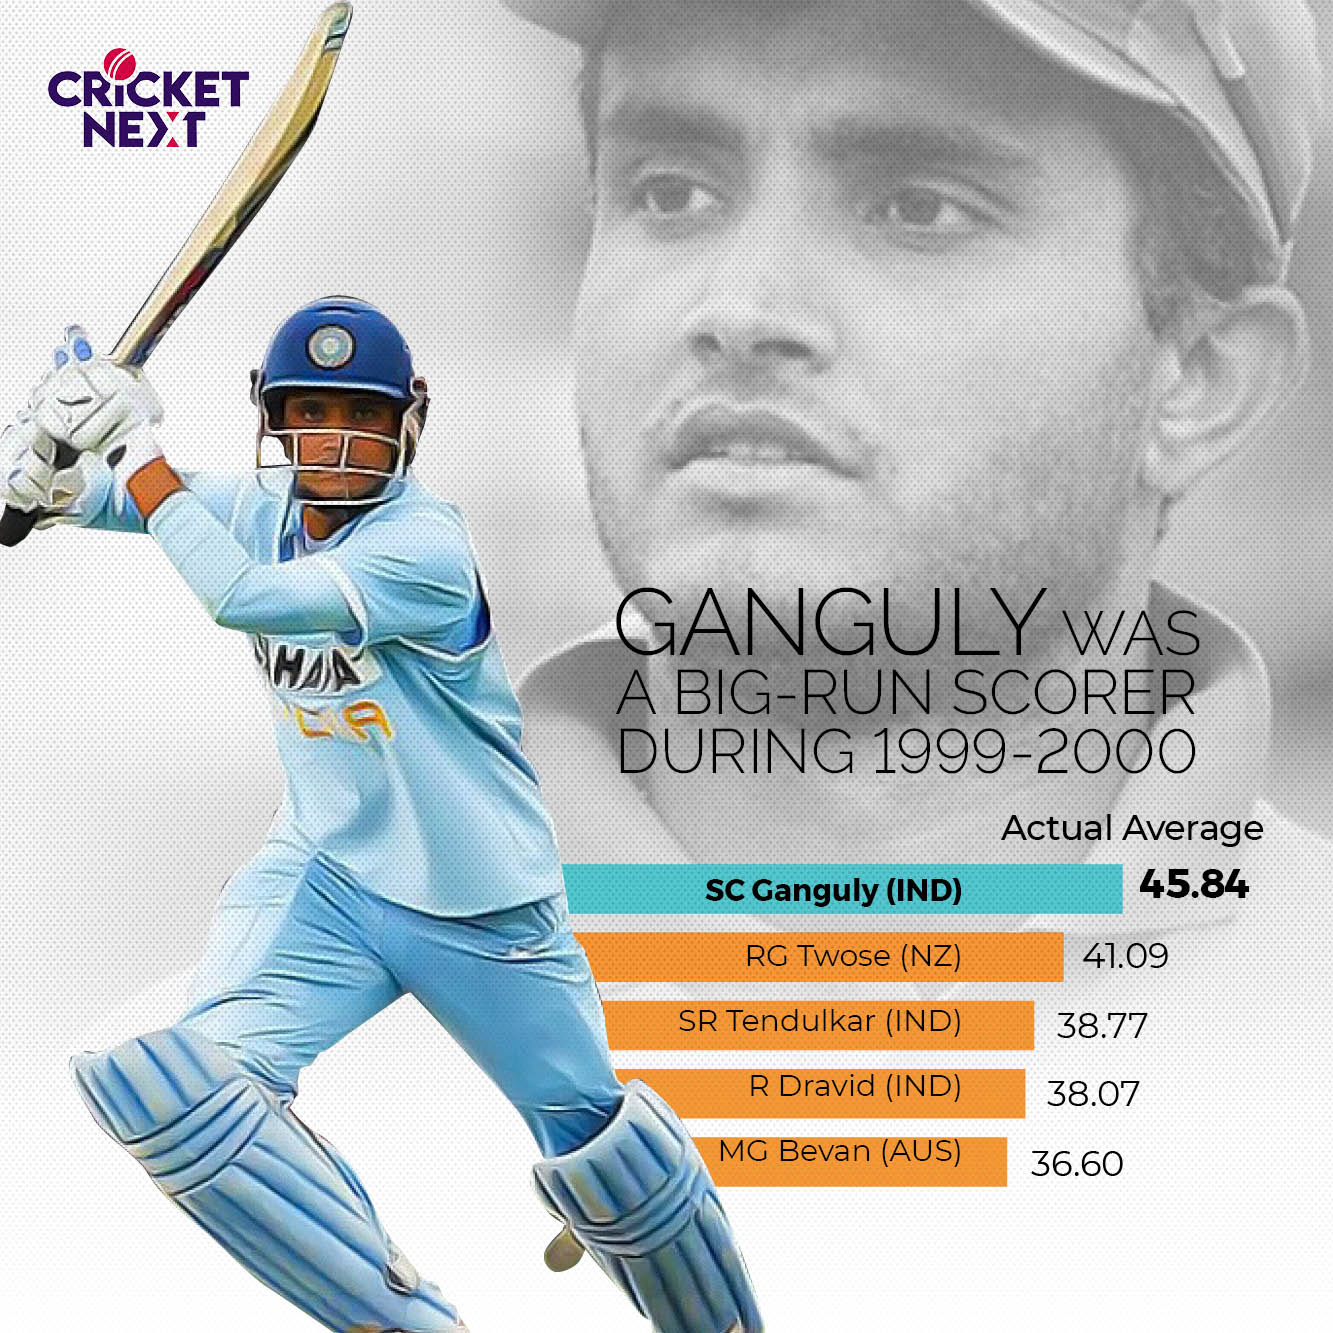 CRICKET
NEXT
GANGULY WAS
A BIG-RUN SCORER
DURING 1999-2000
Actual Average
SC Ganguly (IND) 45.84
RG Twose (NZ) 41.09
SR Tendulkar (IND) 38.77
R Dravid (IND) 38.07
MG Bevan (AUS) 36.60